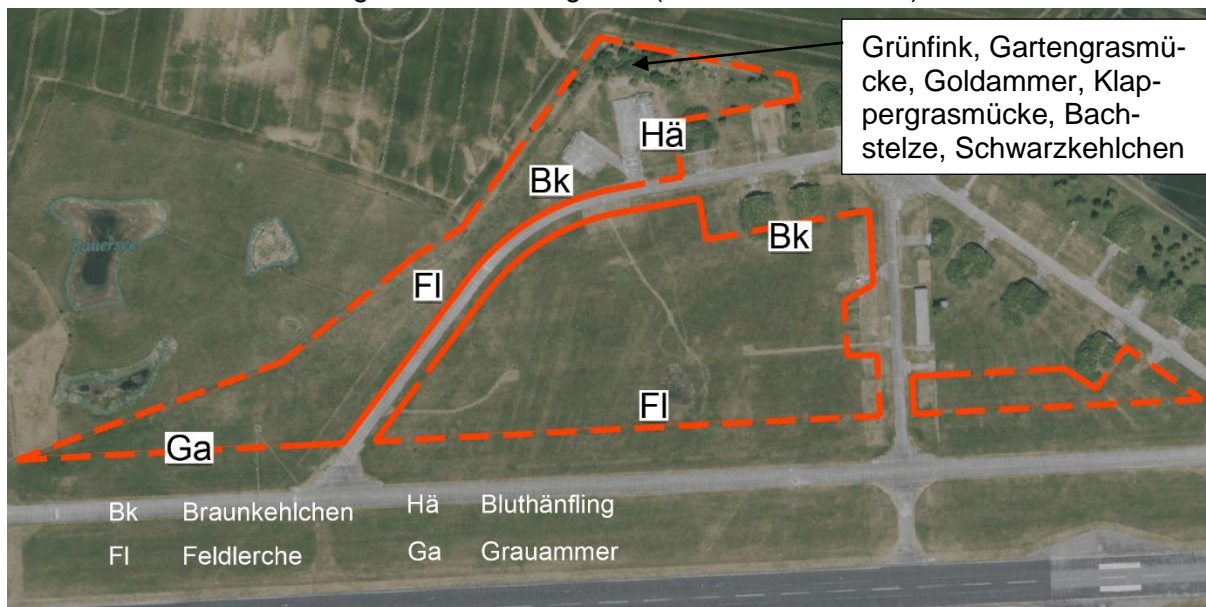 Grünfink, Gartengrasmü-
cke, Goldammer, Klap-
pergrasmücke, Bach-
stelze, Schwarzkehlchen
Hä
Bk
Bk
Fl
Fl
Ga
Bk Braunkehlchen Hä Bluthänfling
Fl Feldlerche Ga Grauammer